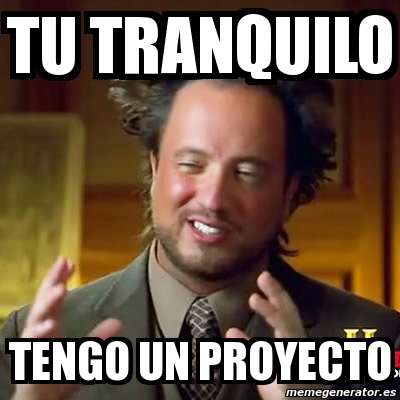 TU TRANQUILO
TENGO UN PROYECTO
memegenerator.es